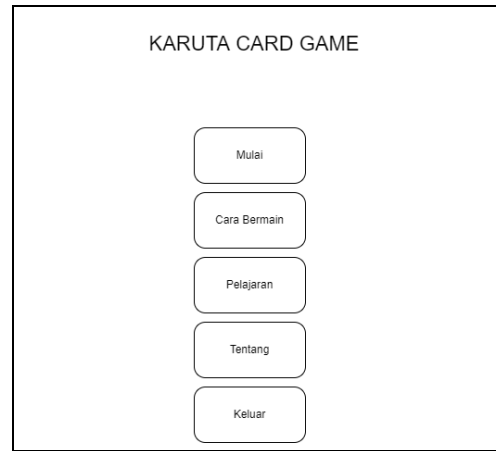 KARUTA CARD GAME
Mulai
Cara Bermain
Pelajaran
Tentang
Keluar